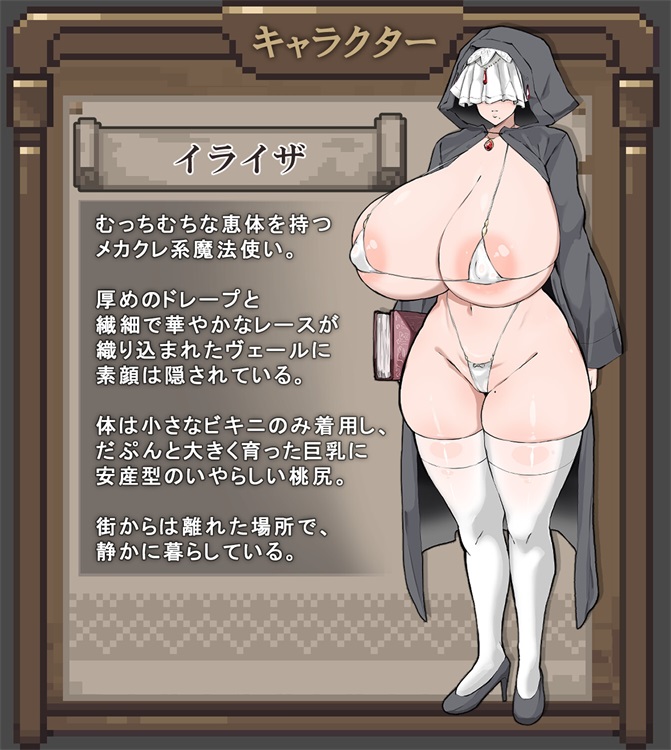 キャラクター
イライザ
むっちむちな恵体を持つ
メカクレ系魔法使い。
厚めのドレープと
繊細で華やかなレースが
織り込まれたヴェールに
素顔は隠されている。
体は小さなビキニのみ着用し、
だぷんと大きく育った巨乳に
安産型のいやらしい桃尻。
街からは離れた場所で、
静かに暮らしている。